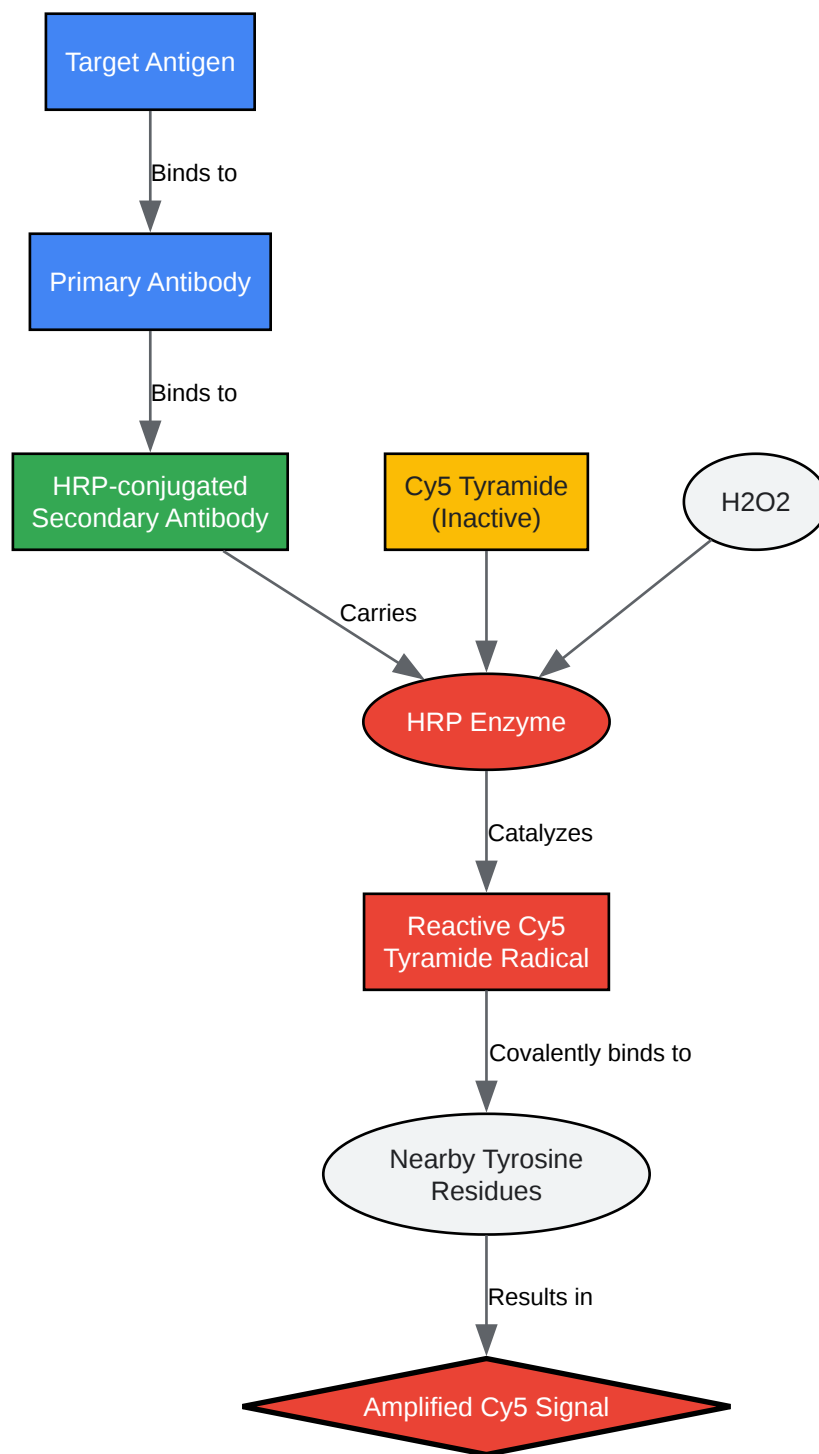 Target Antigen
Binds to
Primary Antibody
Binds to
HRP-conjugated
Secondary Antibody
Cy5 Tyramide
(Inactive)
H2O2
Carries
HRP Enzyme
Catalyzes
Reactive Cy5
Tyramide Radical
Covalently binds to
Nearby Tyrosine
Residues
Results in
Amplified Cy5 Signal